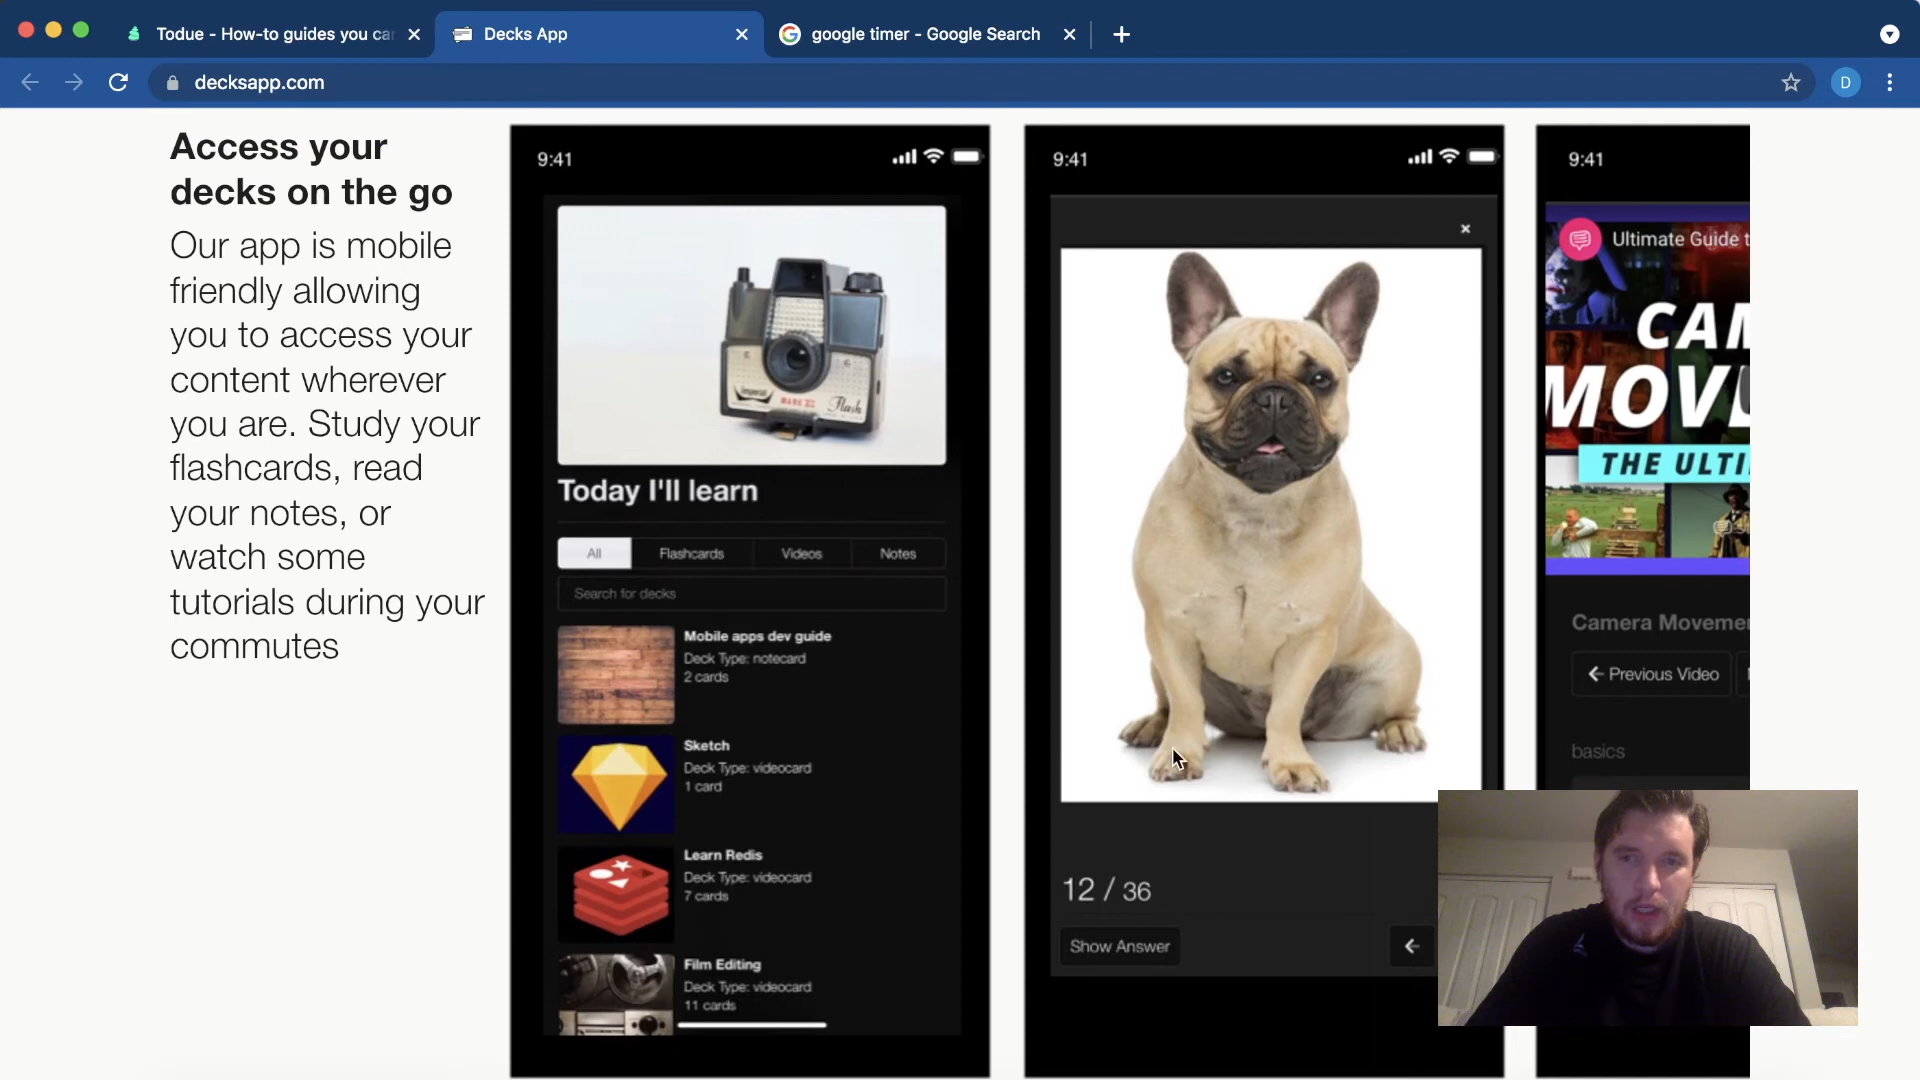 Todue - How-to guides you ca
Decks App
google timer - Google Search
decksapp.com
D
Access your
decks on the go
Our app is mobile
friendly allowing
you to access your
content wherever
you are. Study your
flashcards, read
your notes, or
watch some
tutorials during your
commutes
9:41
Imperial
MARK XII
Flash
Today I'll learn
All
Flashcards
Videos
Notes
Search for decks
Mobile apps dev guide
Deck Type: notecard
2 cards
Sketch
Deck Type: videocard
1 card
Learn Redis
Deck Type: videocard
7 cards
Film Editing
Deck Type: videocard
11 cards
9:41
12 / 36
Show Answer
9:41
Ultimate Guide t
CAM
MOV
THE ULTI
Camera Movemen
Previous Video
basics